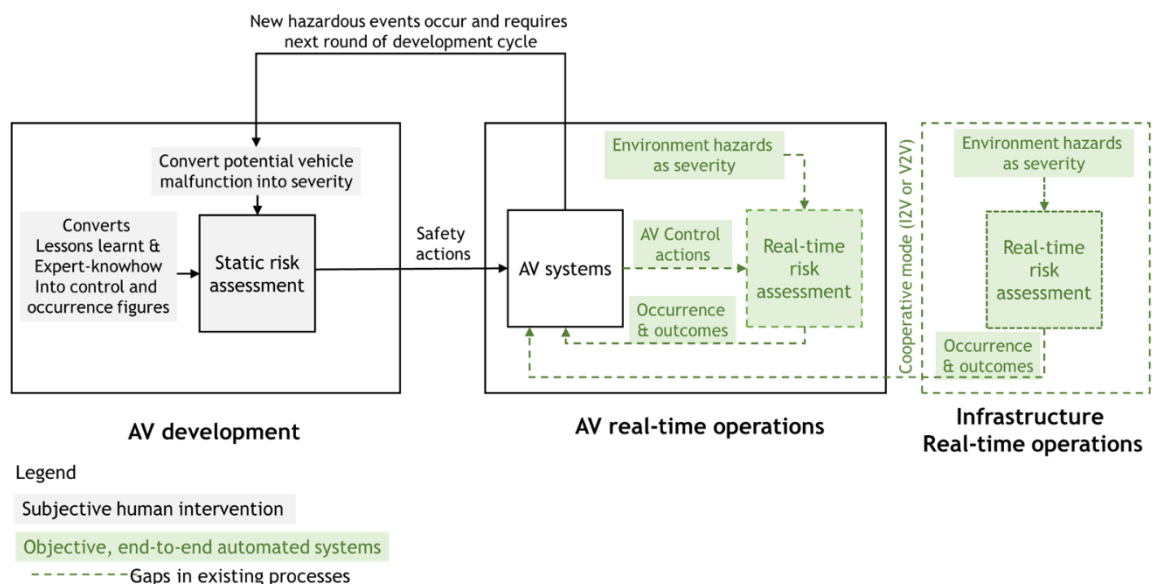 New hazardous events occur and requires
next round of development cycle
Convert potential vehicle
malfunction into severity
Converts
Lessons learnt &
Expert-knowhow
Into control and
occurrence figures
Static risk
assessment
AV development
Safety
actions
Environment hazards
as severity
AV systems
AV Control
actions
Real-time
risk
assessment
Occurrence
& outcomes
AV real-time operations
Cooperative mode (I2V or V2V)
Environment hazards
as severity
Real-time
risk
assessment
Occurrence
& outcomes
Infrastructure
Real-time operations
Legend
Subjective human intervention
Objective, end-to-end automated systems
Gaps in existing processes